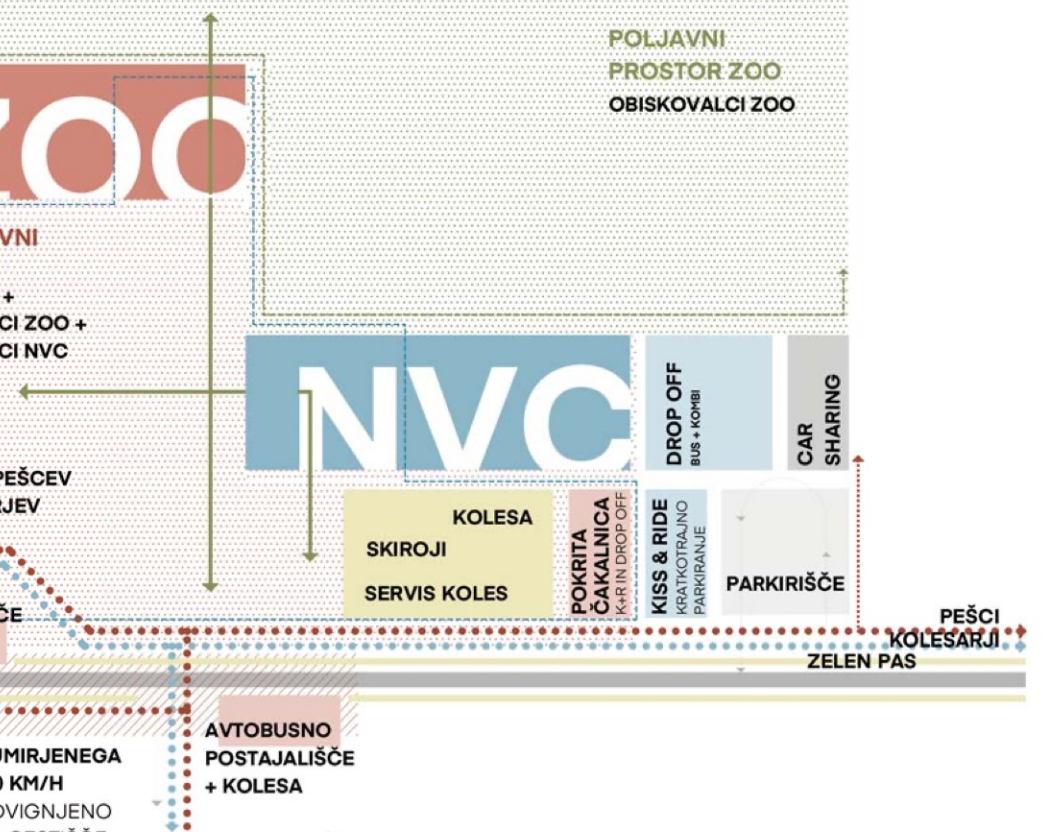 POLJAVNI
PROSTOR ZOO
OBISKOVALCI ZOO
ZOO
VNI
+
CI ZOO +
CI NVC
NVC
DROP OFF
BUS + KOMBI
CAR
SHARING
PEŠCEV
RJEV
KOLESA
SKIROJI
SERVIS KOLES
POKRITA
ČAKALNICA
K+R IN DROP OFF
KISS & RIDE
KRATKOTRAJNO
PARKIRANJE
PARKIRIŠČE
ČE
PEŠCI
KOLESARJI
ZELEN PAS
AVTOBUSNO
POSTAJALIŠČE
+ KOLESA
UMIRJENEGA
0 KM/H
OVIGNJENO